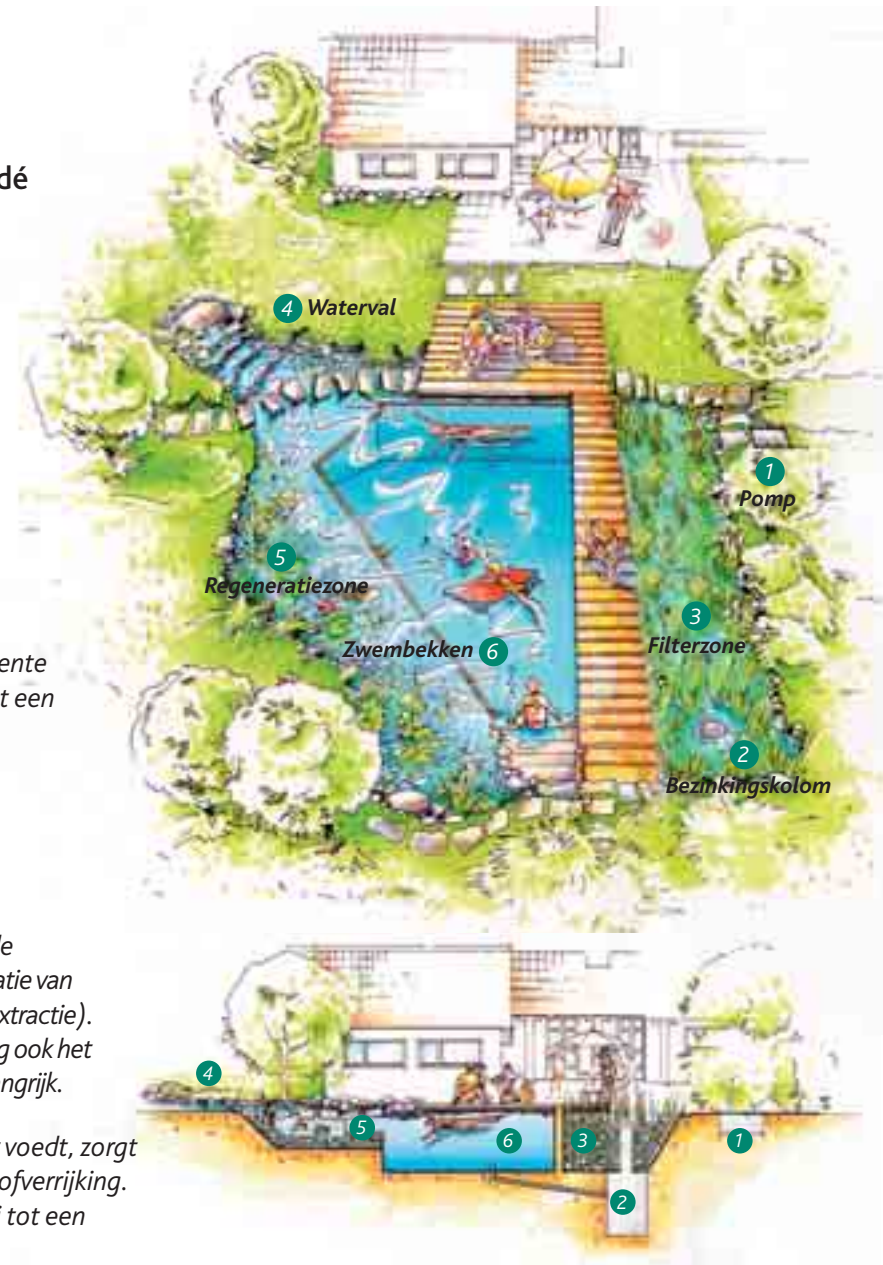 dé
4 Waterval
1
Pomp
5
Regeneratiezone
3
Filterzone
Zwembekken 6
ente
t een
2
Bezinkingskolom
le
atie van
xtractie).
g ook het
ngrijk.
voedt, zorgt
ofverrijking.
tot een
4
5
6
3
1
2